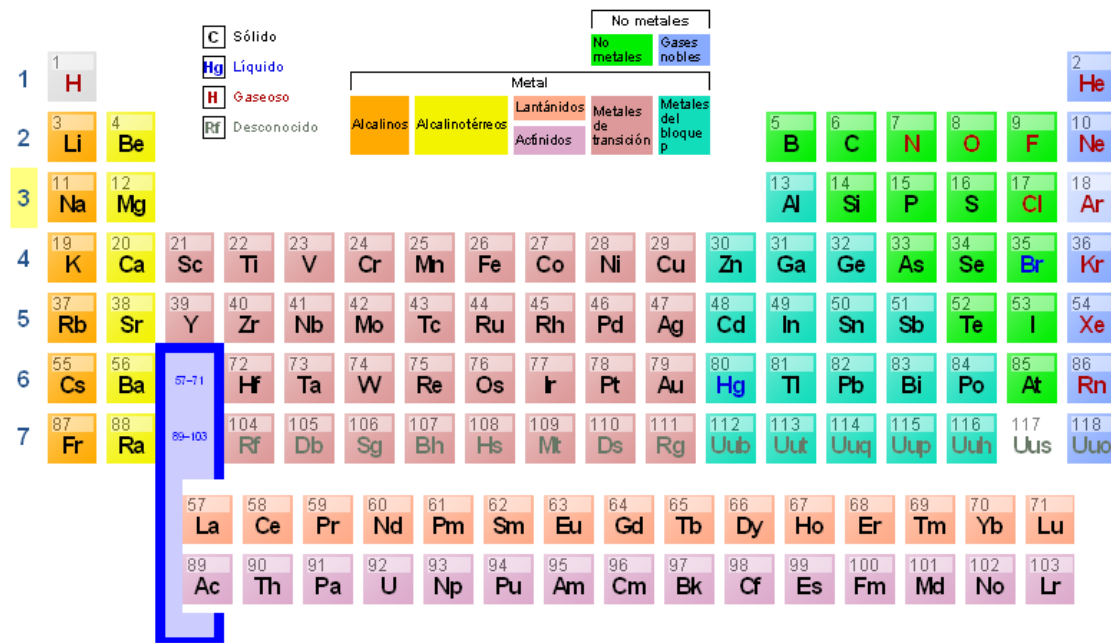 No metales
C Sólido
No metales
Gases nobles
Hg Líquido
Metal
H Gaseoso
Alcalinos
Alcalinotérreos
Lantánidos
Actínidos
Metales de transición
Metales del bloque p
Rf Desconocido
1
1 H
2 He
2
3 Li
4 Be
5 B
6 C
7 N
8 O
9 F
10 Ne
3
11 Na
12 Mg
13 Al
14 Si
15 P
16 S
17 Cl
18 Ar
4
19 K
20 Ca
21 Sc
22 Ti
23 V
24 Cr
25 Mn
26 Fe
27 Co
28 Ni
29 Cu
30 Zn
31 Ga
32 Ge
33 As
34 Se
35 Br
36 Kr
5
37 Rb
38 Sr
39 Y
40 Zr
41 Nb
42 Mo
43 Tc
44 Ru
45 Rh
46 Pd
47 Ag
48 Cd
49 In
50 Sn
51 Sb
52 Te
53 I
54 Xe
6
55 Cs
56 Ba
57-71
72 Hf
73 Ta
74 W
75 Re
76 Os
77 Ir
78 Pt
79 Au
80 Hg
81 Tl
82 Pb
83 Bi
84 Po
85 At
86 Rn
7
87 Fr
88 Ra
89-103
104 Rf
105 Db
106 Sg
107 Bh
108 Hs
109 Mt
110 Ds
111 Rg
112 Uub
113 Uut
114 Uuq
115 Uup
116 Uuh
117 Uus
118 Uuo
57 La
58 Ce
59 Pr
60 Nd
61 Pm
62 Sm
63 Eu
64 Gd
65 Tb
66 Dy
67 Ho
68 Er
69 Tm
70 Yb
71 Lu
89 Ac
90 Th
91 Pa
92 U
93 Np
94 Pu
95 Am
96 Cm
97 Bk
98 Cf
99 Es
100 Fm
101 Md
102 No
103 Lr